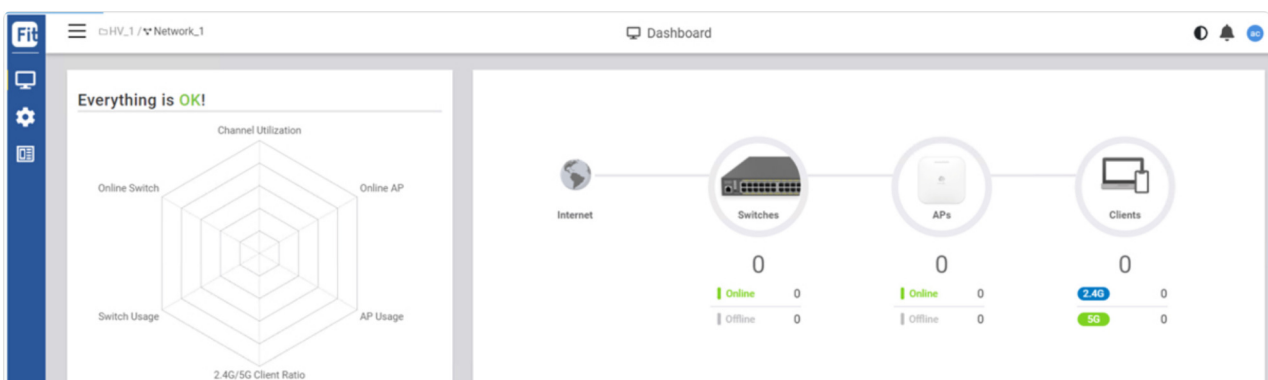 Fit
HV_1 / Network_1
Dashboard
ac
Everything is OK!
Channel Utilization
Online Switch
Online AP
Switch Usage
AP Usage
2.4G/5G Client Ratio
Internet
Switches
APs
Clients
0
0
0
Online 0
Online 0
2.4G 0
Offline 0
Offline 0
5G 0